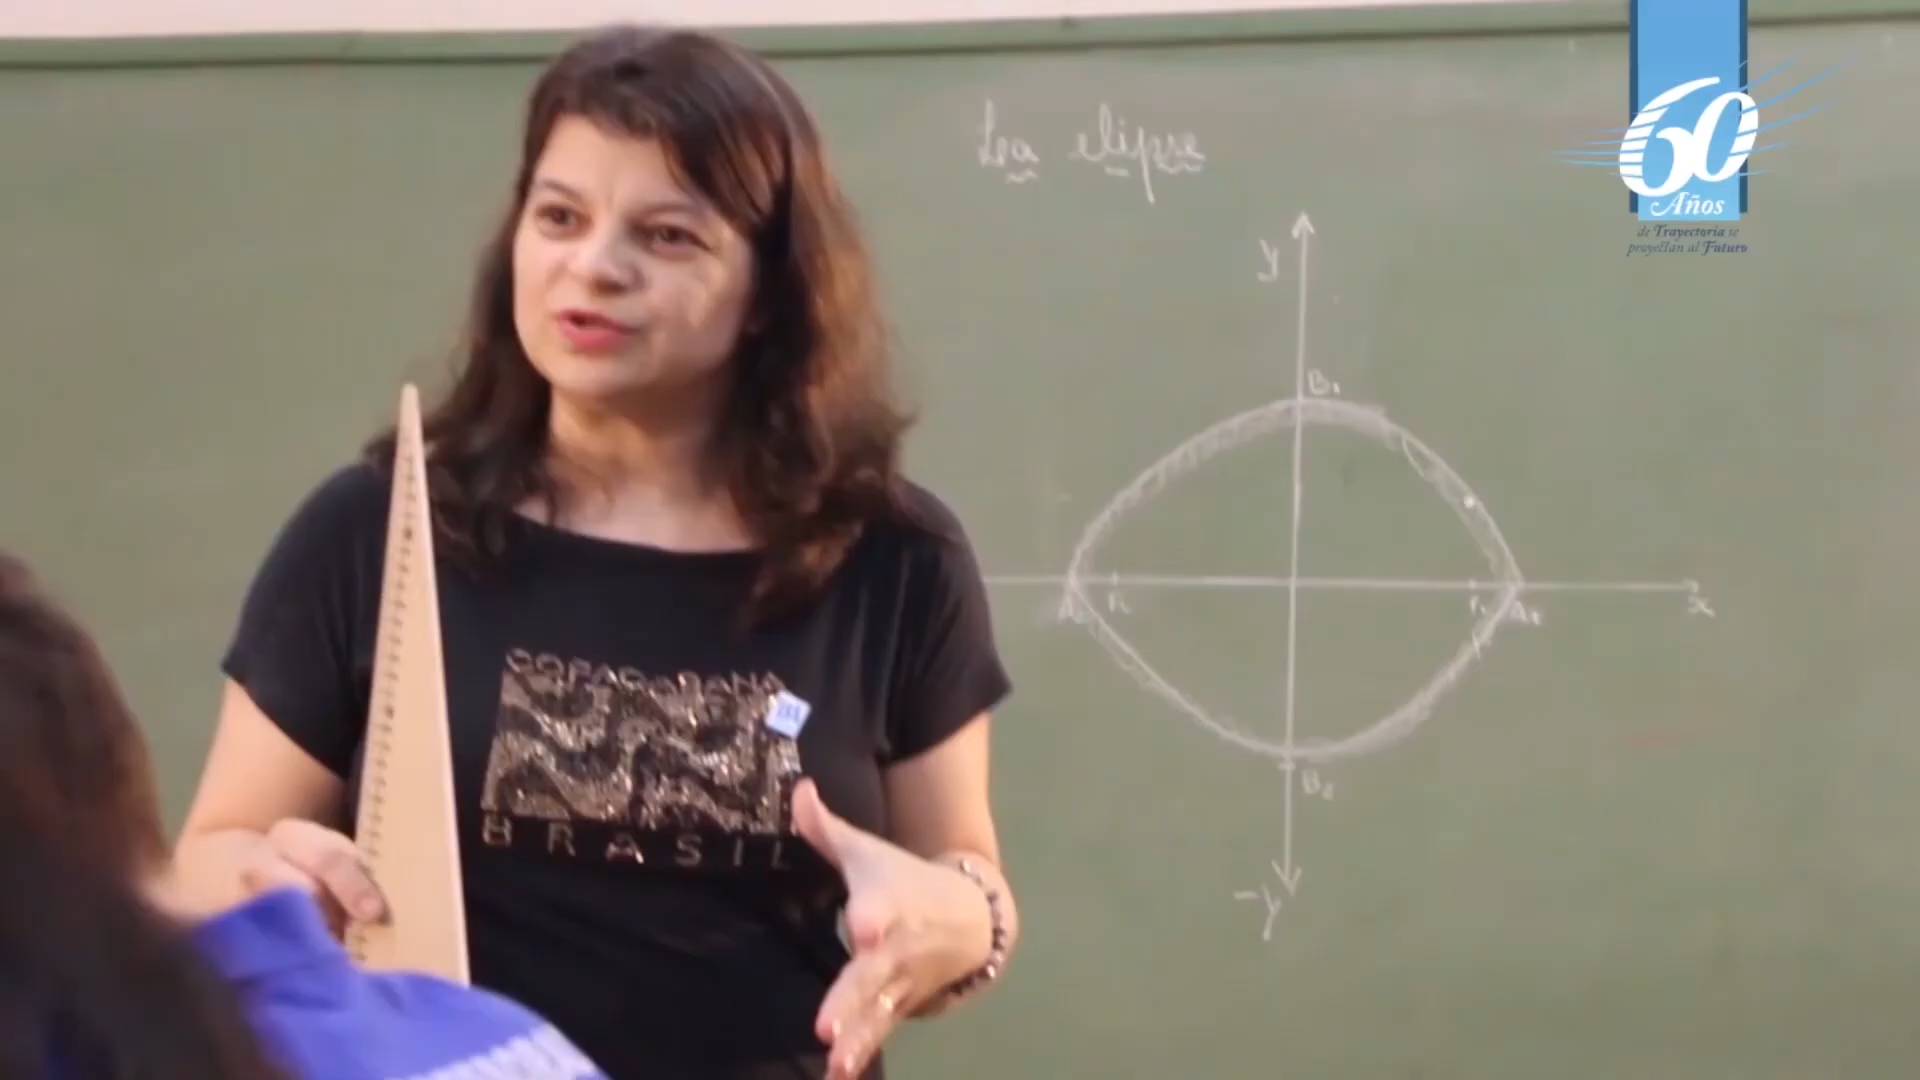 La elipse
60
Años
de Trayectoria se
proyectan al Futuro
y
B₁
A₂ F₂ F₁ A₁ x
B₂
-y
COPACABANA
BRASIL